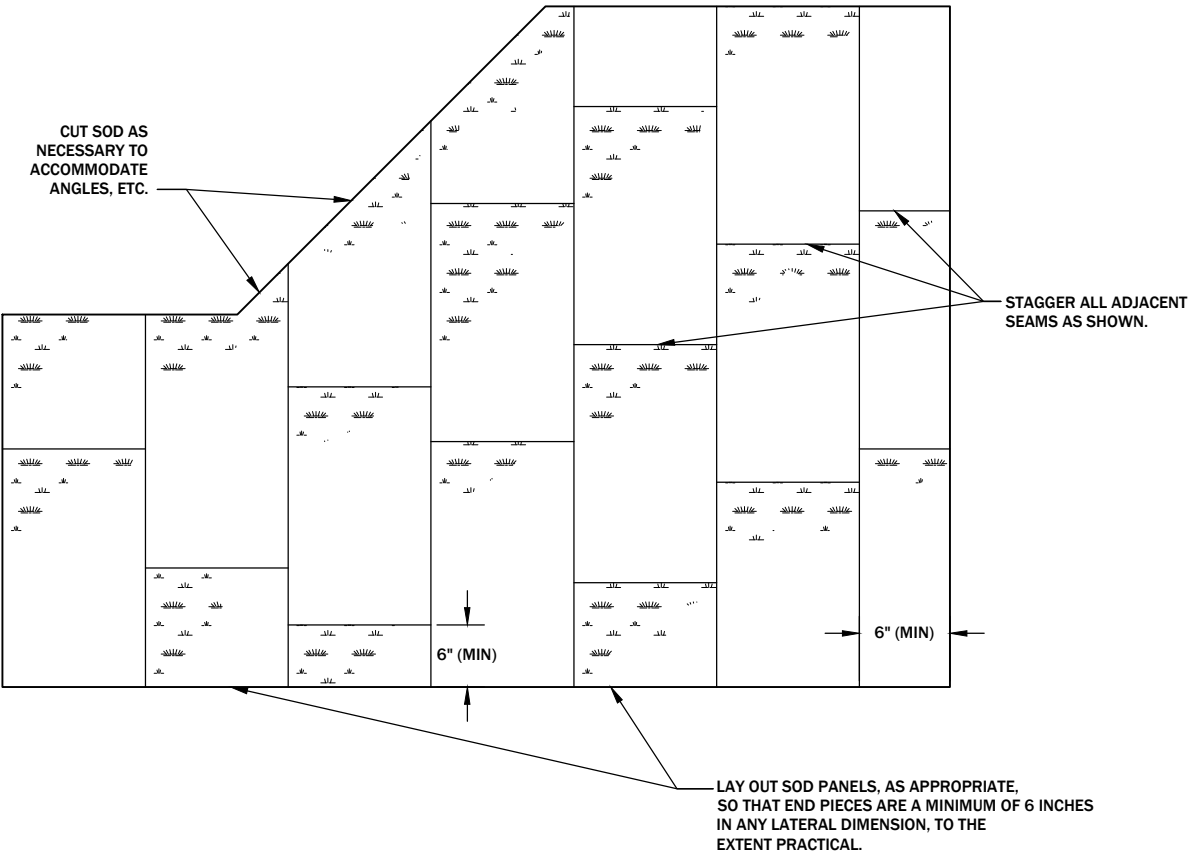 CUT SOD AS
NECESSARY TO
ACCOMMODATE
ANGLES, ETC.
STAGGER ALL ADJACENT
SEAMS AS SHOWN.
6" (MIN)
6" (MIN)
LAY OUT SOD PANELS, AS APPROPRIATE,
SO THAT END PIECES ARE A MINIMUM OF 6 INCHES
IN ANY LATERAL DIMENSION, TO THE
EXTENT PRACTICAL.